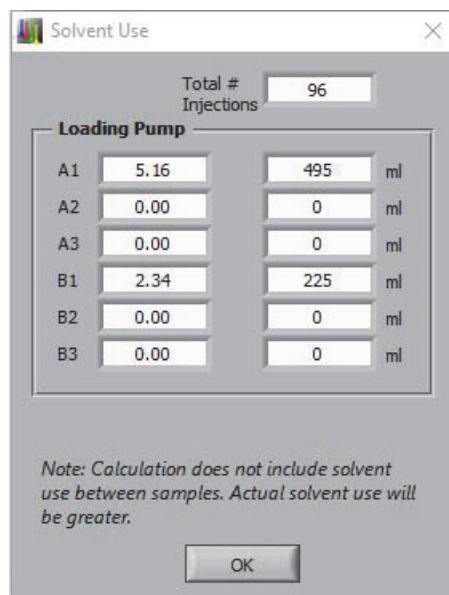 Solvent Use
Total #
Injections
96
Loading Pump
A1 5.16 495 ml
A2 0.00 0 ml
A3 0.00 0 ml
B1 2.34 225 ml
B2 0.00 0 ml
B3 0.00 0 ml
Note: Calculation does not include solvent
use between samples. Actual solvent use will
be greater.
OK